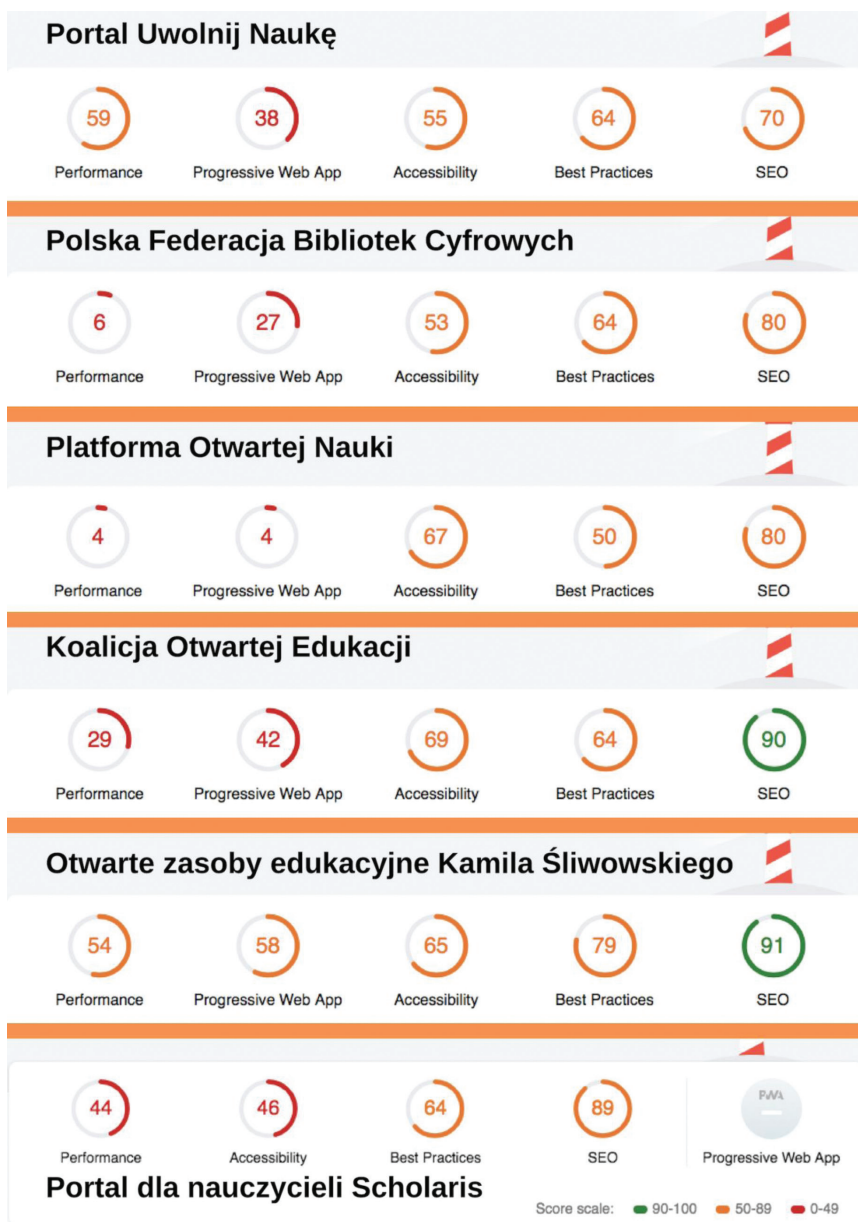 Portal Uwolnij Naukę
59 38 55 64 70
Performance Progressive Web App Accessibility Best Practices SEO
Polska Federacja Bibliotek Cyfrowych
6 27 53 64 80
Performance Progressive Web App Accessibility Best Practices SEO
Platforma Otwartej Nauki
4 4 67 50 80
Performance Progressive Web App Accessibility Best Practices SEO
Koalicja Otwartej Edukacji
29 42 69 64 90
Performance Progressive Web App Accessibility Best Practices SEO
Otwarte zasoby edukacyjne Kamila Śliwowskiego
54 58 65 79 91
Performance Progressive Web App Accessibility Best Practices SEO
44 46 64 89 PWA
Performance Accessibility Best Practices SEO Progressive Web App
Portal dla nauczycieli Scholaris
Score scale: 90-100 50-89 0-49